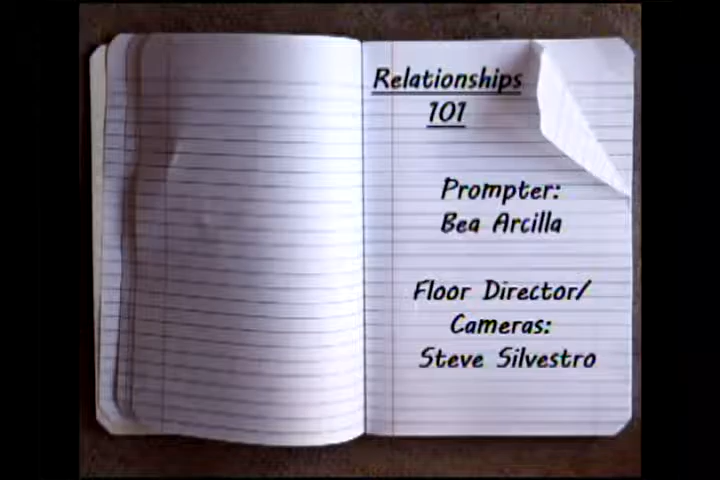 Relationships
101
Prompter:
Bea Arcilla
Floor Director/
Cameras:
Steve Silvestro